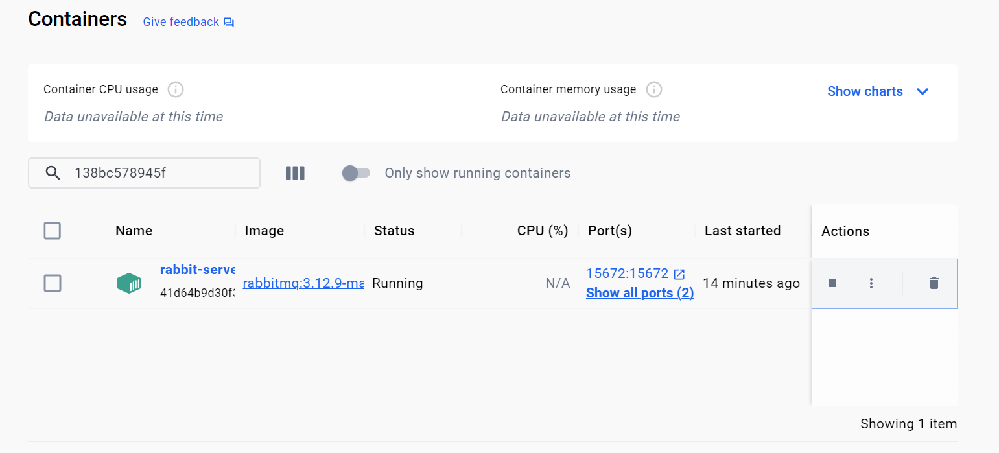 Containers Give feedback
Container CPU usage Container memory usage Show charts
Data unavailable at this time Data unavailable at this time
138bc578945f Only show running containers
Name Image Status CPU (%) Port(s) Last started Actions
rabbit-serve 15672:15672
rabbitmq:3.12.9-ma Running N/A 14 minutes ago
41d64b9d30f3 Show all ports (2)
Showing 1 item